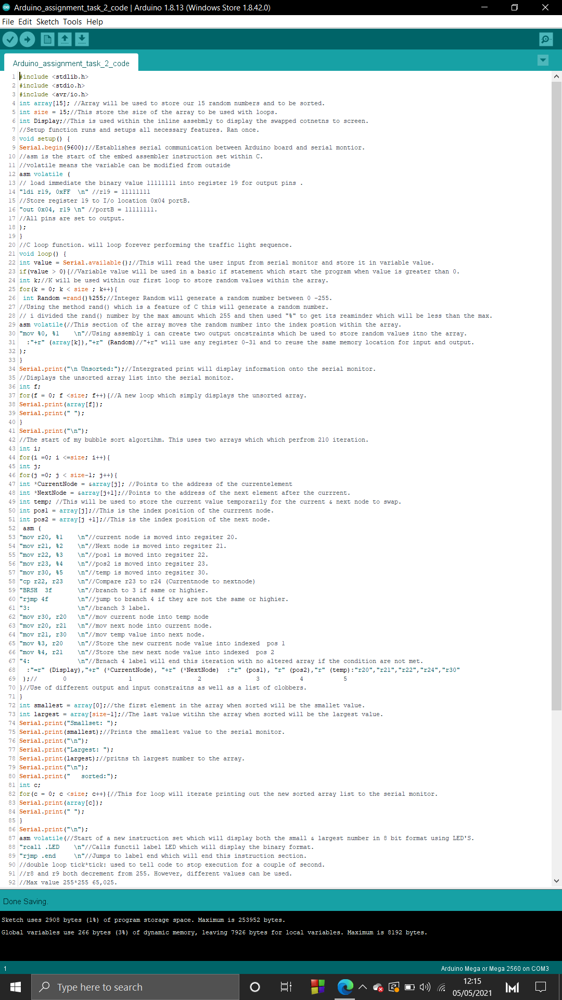 Arduino_assignment_task_2_code | Arduino 1.8.13 (Windows Store 1.8.42.0)
File Edit Sketch Tools Help
Arduino_assignment_task_2_code
1 #include <stdlib.h>
2 #include <stdio.h>
3 #include <avr/io.h>
4 int array[15]; //Array will be used to store our 15 random numbers and to be sorted.
5 int size = 15;//This store the size of the array to be used with loops.
6 int Display;//This is used within the inline assebmly to display the swapped cotnetns to screen.
7 //Setup function runs and setups all necessary features. Ran once.
8 void setup() {
9 Serial.begin(9600);//Establishes serial communication between Arduino board and serial montior.
10 //asm is the start of the embed assembler instruction set within C.
11 //volatile means the variable can be modified from outside
12 asm volatile (
13 // load immediate the binary value 11111111 into register 19 for output pins .
14 "ldi r19, 0xFF  \n" //r19 = 11111111
15 //Store register 19 to I/o location 0x04 portB.
16 "out 0x04, r19 \n" //portB = 11111111.
17 //All pins are set to output.
18 );
19 }
20 //C loop function. will loop forever performing the traffic light sequence.
21 void loop() {
22 int value = Serial.available();//This will read the user input from serial monitor and store it in variable value.
23 if(value > 0){//Variable value will be used in a basic if statement which start the program when value is greater than 0.
24 int k;//K will be used within our first loop to store random values within the array.
25 for(k = 0; k < size ; k++){
26  int Random =rand()%255;//Integer Random will generate a random number between 0 -255.
27 //Using the method rand() which is a feature of C this will generate a random number.
28 // i divided the rand() number by the max amount which 255 and then used "%" to get its reaminder which will be less than the max.
29 asm volatile(//This section of the array moves the random number into the index postion within the array.
30 "mov %0, %1    \n"//Using assembly i can create two output oncstraints which be used to store random values itno the array.
31   :"+r" (array[k]),"+r" (Random)//"+r" will use any register 0-31 and to reuse the same memory location for input and output.
32 );
33 }
34 Serial.print("\n Unsorted:");//Intergrated print will display information onto the serial monitor.
35 //Displays the unsorted array list into the serial monitor.
36 int f;
37 for(f = 0; f <size; f++){//A new loop which simply displays the unsorted array.
38 Serial.print(array[f]);
39 Serial.print(" ");
40 }
41 Serial.print("\n");
42 //The start of my bubble sort algortihm. This uses two arrays which which perfrom 210 iteration.
43 int i;
44 for(i =0; i <=size; i++){
45 int j;
46 for(j =0; j < size-1; j++){
47 int *CurrentNode = &array[j]; //Points to the address of the currentelement
48 int *NextNode = &array[j+1];//Points to the address of the next element after the currrent.
49 int temp; //This will be used to store the current value temporarily for the current & next node to swap.
50 int pos1 = array[j];//This is the index position of the currrent node.
51 int pos2 = array[j +1];//This is the index position of the next node.
52  asm (
53 "mov r20, %1    \n"//current node is moved into regsiter 20.
54 "mov r21, %2    \n"//Next node is moved into regsiter 21.
55 "mov r22, %3    \n"//pos1 is moved into regsiter 22.
56 "mov r23, %4    \n"//pos2 is moved into regsiter 23.
57 "mov r30, %5    \n"//temp is moved into regsiter 30.
58 "cp r22, r23    \n"//Compare r23 to r24 (Currentnode to nextnode)
59 "BRSH  3f       \n"//branch to 3 if same or highier.
60 "rjmp 4f        \n"//jump to branch 4 if they are not the same or highier.
61 "3:             \n"//branch 3 label.
62 "mov r30, r20   \n"//mov current node into temp node
63 "mov r20, r21   \n"//mov next node into current node.
64 "mov r21, r30   \n"//mov temp value into next node.
65 "mov %3, r20    \n"//Store the new current node value into indexed  pos 1
66 "mov %4, r21    \n"//Store the new next node value into indexed  pos 2
67 "4:             \n"//Brnach 4 label will end this iteration with no altered array if the condition are not met.
68   :"=r" (Display),"+r" (*CurrentNode), "+r" (*NextNode)  :"r" (pos1), "r" (pos2),"r" (temp):"r20","r21","r22","r24","r30"
69 );//       0                 1                  2               3           4           5
70 }//Use of different output and input constraitns as well as a list of clobbers.
71 }
72 int smallest = array[0];//the first element in the array when sorted will be the smallet value.
73 int largest = array[size-1];//The last value witihn the array when sorted will be the largest value.
74 Serial.print("Smallset: ");
75 Serial.print(smallest);//Prints the smallest value to the serial monitor.
76 Serial.print("\n");
77 Serial.print("Largest: ");
78 Serial.print(largest);//pritns th largest number to the array.
79 Serial.print("\n");
80 Serial.print("   sorted:");
81 int c;
82 for(c = 0; c <size; c++){//This for loop will iterate printing out the new sorted array list to the serial monitor.
83 Serial.print(array[c]);
84 Serial.print(" ");
85 }
86 Serial.print("\n");
87 asm volatile(//Start of a new instruction set which will display both the small & largest number in 8 bit format using LED'S.
88 "rcall .LED    \n"//Calls functil label LED which will display the binary format.
89 "rjmp .end     \n"//Jumps to label end which will end this instruction section.
90 //double loop tick*tick: used to tell code to stop execution for a couple of second.
91 //r8 and r9 both decrement from 255. However, different values can be used.
92 //Max value 255*255 65,025.
Done Saving.
Sketch uses 2908 bytes (1%) of program storage space. Maximum is 253952 bytes.
Global variables use 266 bytes (3%) of dynamic memory, leaving 7926 bytes for local variables. Maximum is 8192 bytes.
1
Arduino Mega or Mega 2560 on COM3
Type here to search
12:15
05/05/2021